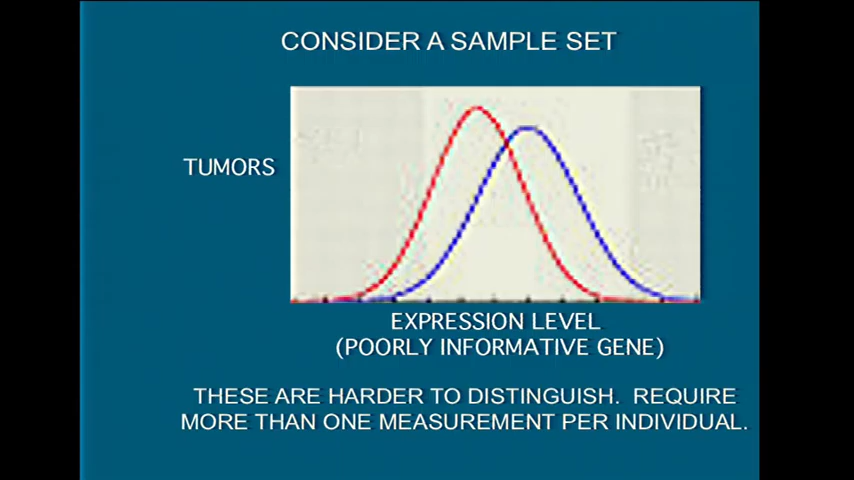 CONSIDER A SAMPLE SET
TUMORS
EXPRESSION LEVEL
(POORLY INFORMATIVE GENE)
THESE ARE HARDER TO DISTINGUISH.  REQUIRE
MORE THAN ONE MEASUREMENT PER INDIVIDUAL.